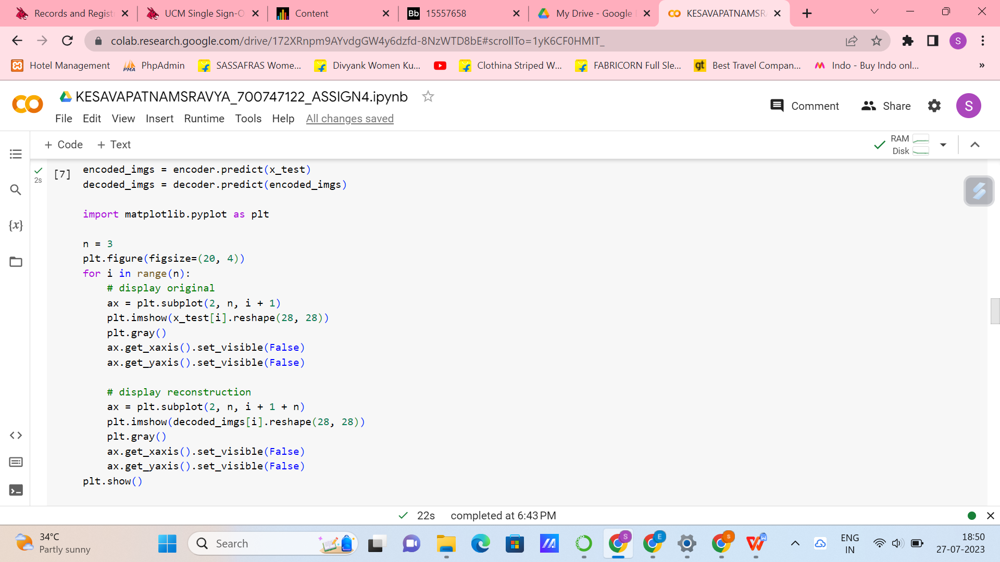 Records and Regist
UCM Single Sign-O
Content
Bb 15557658
My Drive - Google
KESAVAPATNAMSR
colab.research.google.com/drive/172XRnpm9AYvdgGW4y6dzfd-8NzWTD8bE#scrollTo=1yK6CF0HMIT_
S
Hotel Management
PMA PhpAdmin
SASSAFRAS Wome...
Divyank Women Ku...
Clothina Striped W...
FABRICORN Full Sle...
gt Best Travel Compan...
Indo - Buy Indo onl...
»
KESAVAPATNAMSRAVYA_700747122_ASSIGN4.ipynb
Comment
Share
S
File Edit View Insert Runtime Tools Help All changes saved
+ Code + Text
RAM
Disk
{x}
2s
[7]
encoded_imgs = encoder.predict(x_test)
decoded_imgs = decoder.predict(encoded_imgs)
import matplotlib.pyplot as plt
n = 3
plt.figure(figsize=(20, 4))
for i in range(n):
    # display original
    ax = plt.subplot(2, n, i + 1)
    plt.imshow(x_test[i].reshape(28, 28))
    plt.gray()
    ax.get_xaxis().set_visible(False)
    ax.get_yaxis().set_visible(False)
    # display reconstruction
    ax = plt.subplot(2, n, i + 1 + n)
    plt.imshow(decoded_imgs[i].reshape(28, 28))
    plt.gray()
    ax.get_xaxis().set_visible(False)
    ax.get_yaxis().set_visible(False)
plt.show()
22s completed at 6:43 PM
34°C
Partly sunny
Search
S
E
S
W
ENG
IN
18:50
27-07-2023